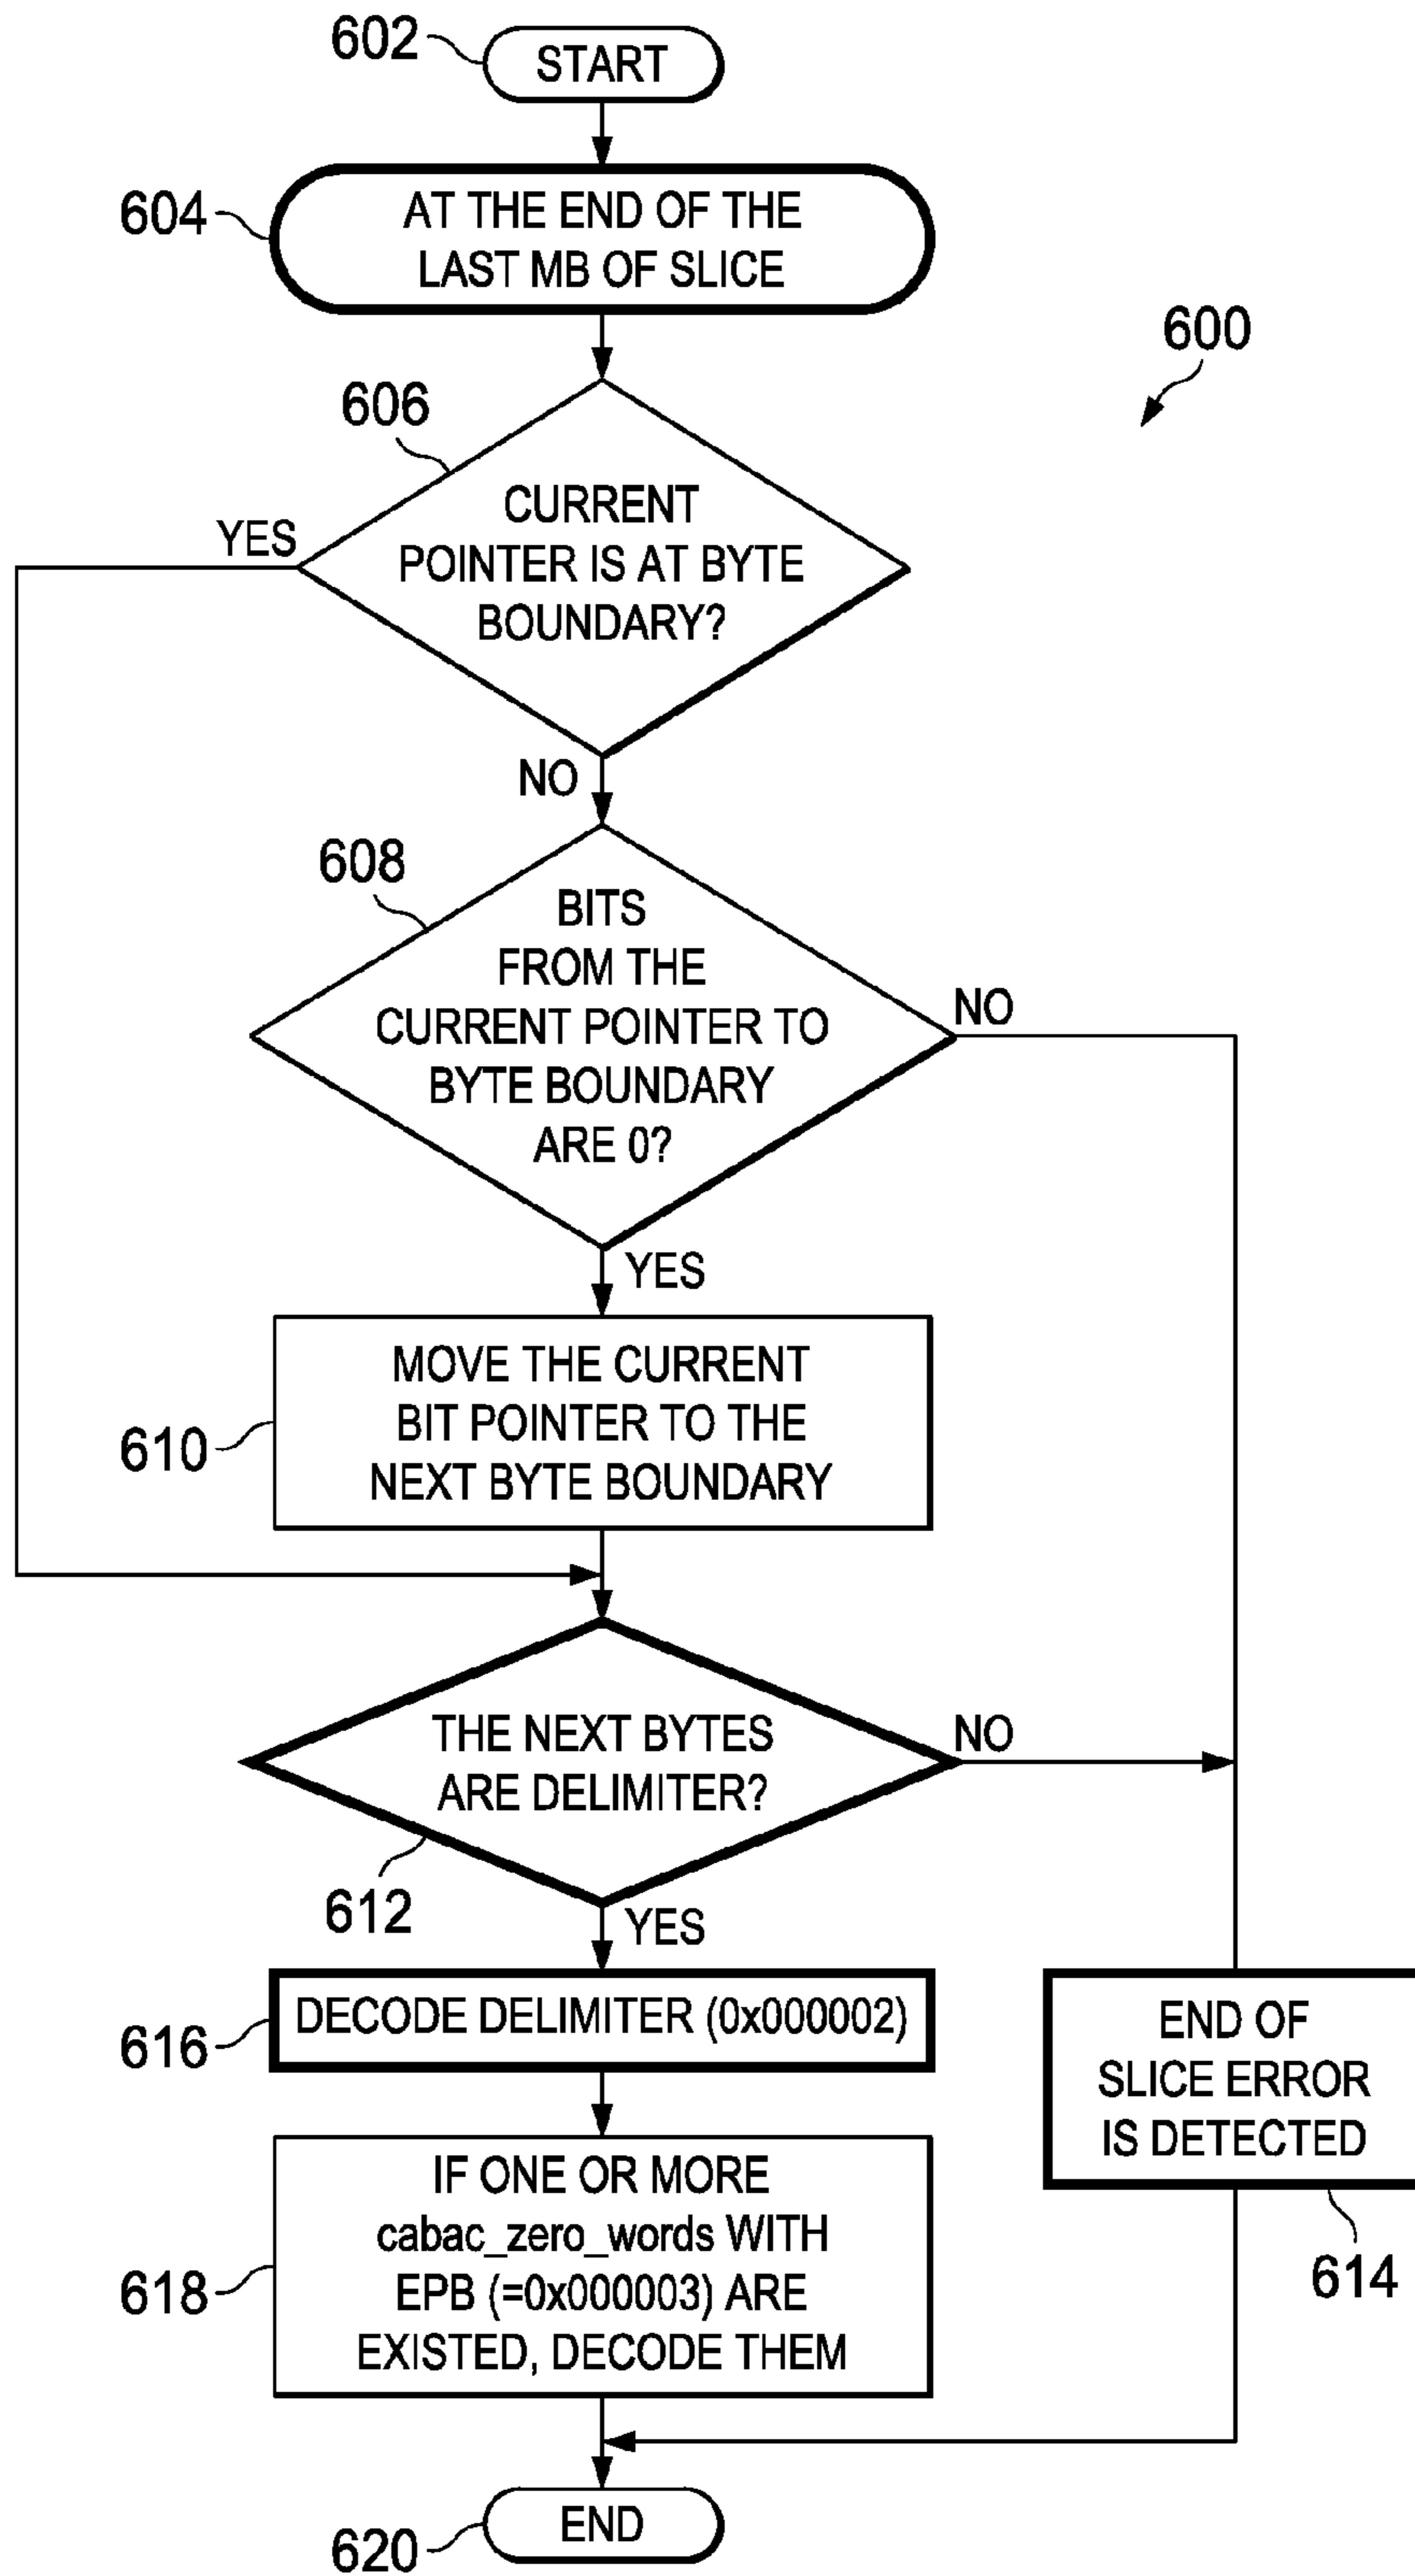 602
START
604
AT THE END OF THE
LAST MB OF SLICE
600
606
CURRENT
POINTER IS AT BYTE
BOUNDARY?
YES
NO
608
BITS
FROM THE
CURRENT POINTER TO
BYTE BOUNDARY
ARE 0?
NO
YES
610
MOVE THE CURRENT
BIT POINTER TO THE
NEXT BYTE BOUNDARY
THE NEXT BYTES
ARE DELIMITER?
NO
612
YES
616
DECODE DELIMITER (0x000002)
END OF
SLICE ERROR
IS DETECTED
614
618
IF ONE OR MORE
cabac_zero_words WITH
EPB (=0x000003) ARE
EXISTED, DECODE THEM
620
END